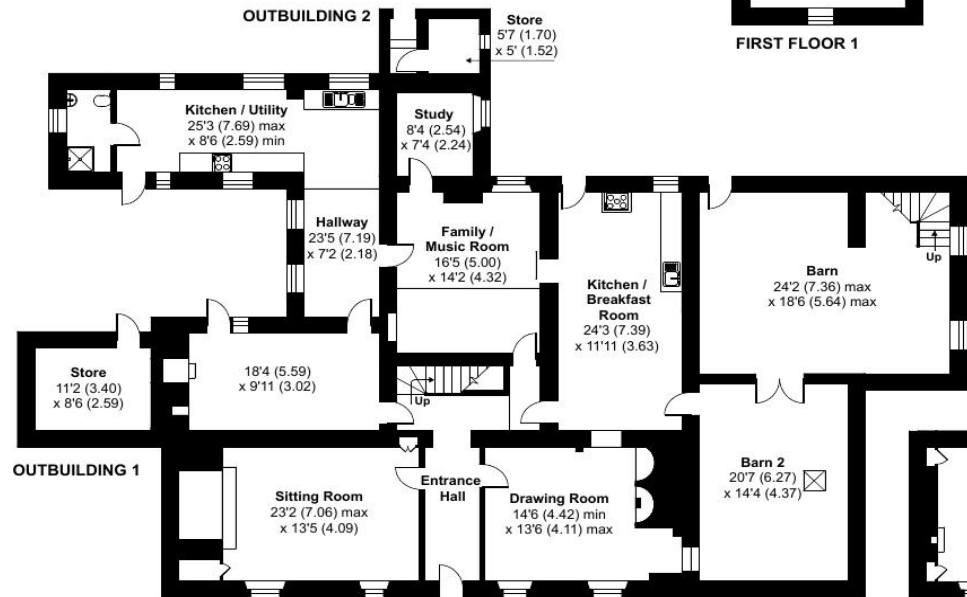 OUTBUILDING 2
Store
5'7 (1.70)
x 5' (1.52)
FIRST FLOOR 1
Kitchen / Utility
25'3 (7.69) max
x 8'6 (2.59) min
Study
8'4 (2.54)
x 7'4 (2.24)
Hallway
23'5 (7.19)
x 7'2 (2.18)
Family /
Music Room
16'5 (5.00)
x 14'2 (4.32)
Kitchen /
Breakfast
Room
24'3 (7.39)
x 11'11 (3.63)
Barn
24'2 (7.36) max
x 18'6 (5.64) max
Up
Store
11'2 (3.40)
x 8'6 (2.59)
18'4 (5.59)
x 9'11 (3.02)
Up
OUTBUILDING 1
Sitting Room
23'2 (7.06) max
x 13'5 (4.09)
Entrance
Hall
Drawing Room
14'6 (4.42) min
x 13'6 (4.11) max
Barn 2
20'7 (6.27)
x 14'4 (4.37)